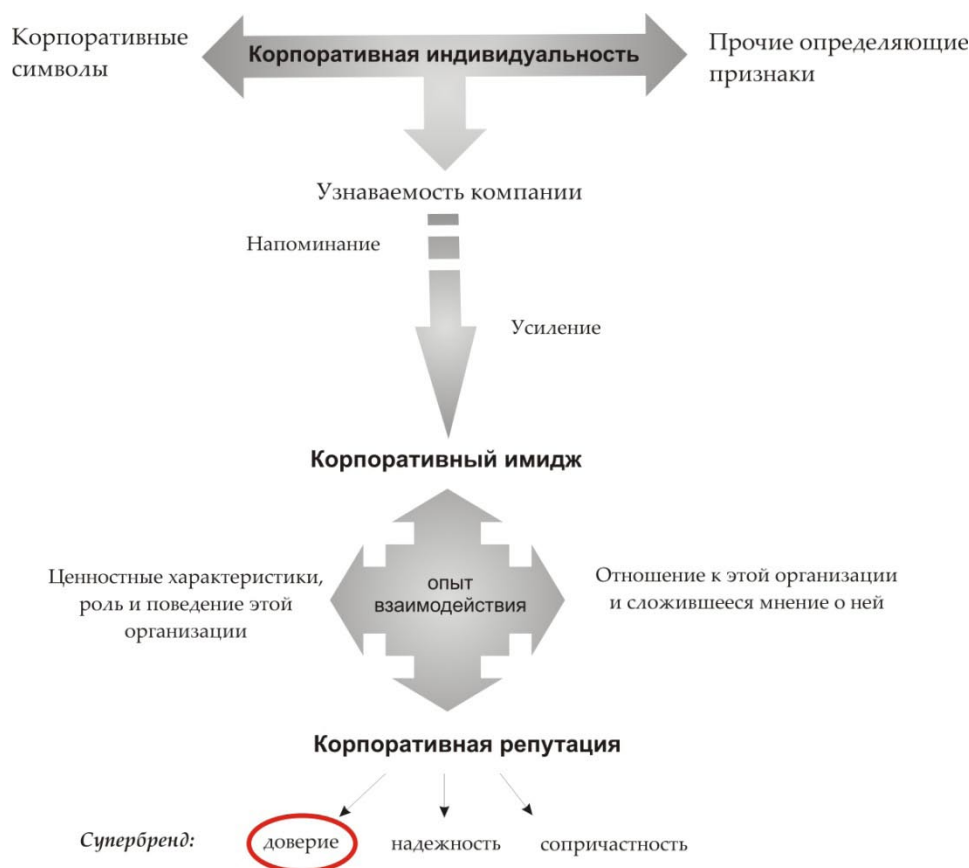 Корпоративные
символы
Корпоративная индивидуальность
Прочие определяющие
признаки
Узнаваемость компании
Напоминание
Усиление
Корпоративный имидж
Ценностные характеристики,
роль и поведение этой
организации
опыт
взаимодействия
Отношение к этой организации
и сложившееся мнение о ней
Корпоративная репутация
Супербренд: доверие надежность сопричастность